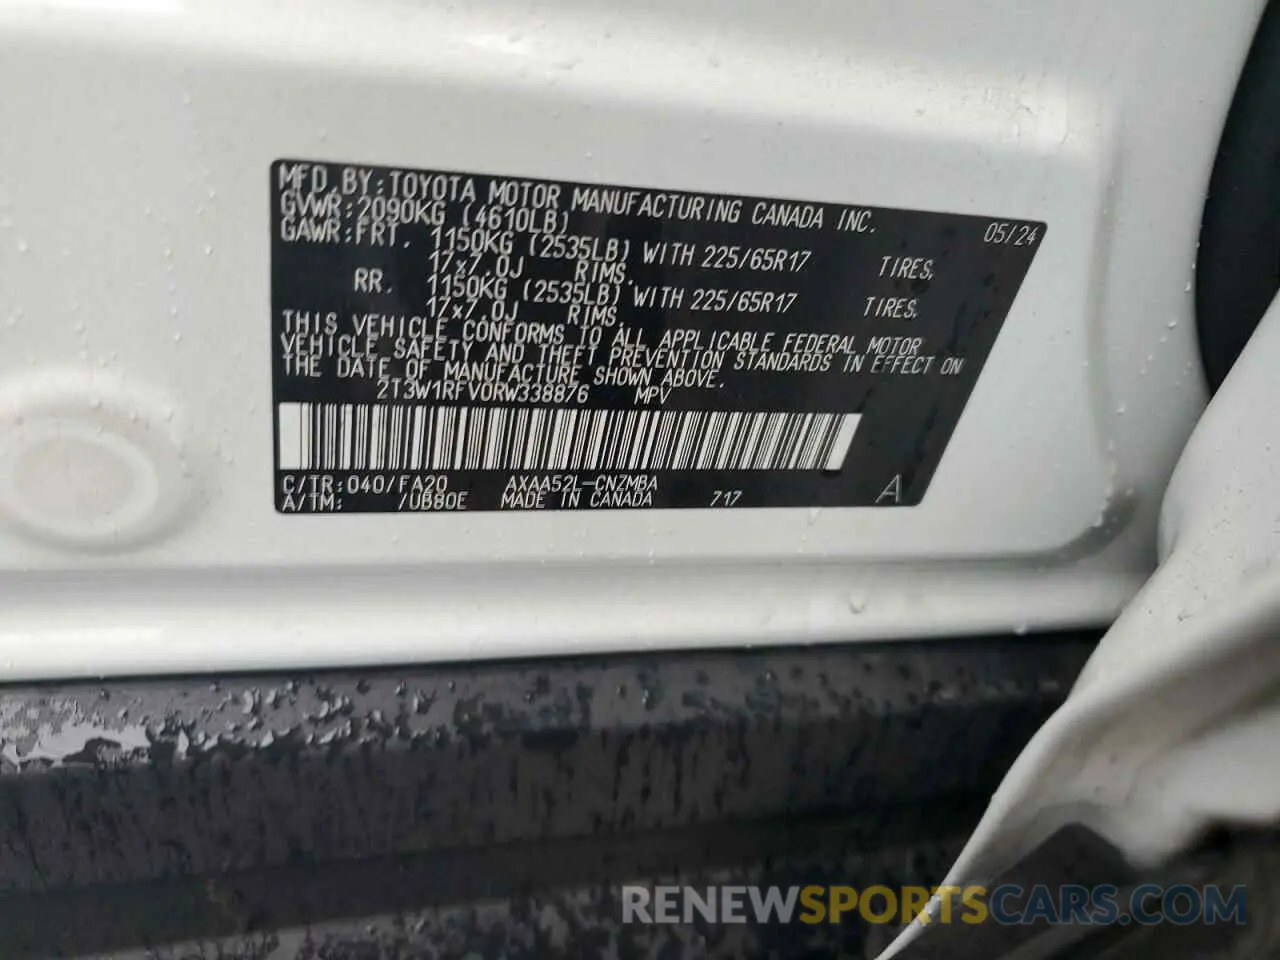 MFD.BY:TOYOTA MOTOR MANUFACTURING CANADA INC. 05/24
GVWR:2090KG (4610LB)
GAWR:FRT. 1150KG (2535LB) WITH 225/65R17 TIRES,
17x7.0J RIMS.
RR. 1150KG (2535LB) WITH 225/65R17 TIRES,
17x7.0J RIMS.
THIS VEHICLE CONFORMS TO ALL APPLICABLE FEDERAL MOTOR
VEHICLE SAFETY AND THEFT PREVENTION STANDARDS IN EFFECT ON
THE DATE OF MANUFACTURE SHOWN ABOVE.
2T3W1RFV0RW338876 MPV
C/TR:040/FA20 AXAA52L-CNZMBA
A/TM: /UB80E MADE IN CANADA 717 A
RENEWSPORTSCARS.COM